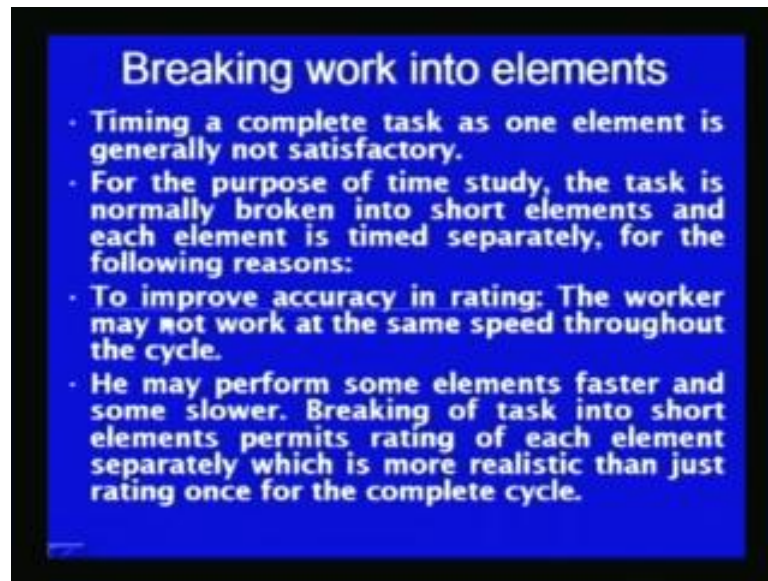 Breaking work into elements
• Timing a complete task as one element is
generally not satisfactory.
• For the purpose of time study, the task is
normally broken into short elements and
each element is timed separately, for the
following reasons:
• To improve accuracy in rating: The worker
may not work at the same speed throughout
the cycle.
• He may perform some elements faster and
some slower. Breaking of task into short
elements permits rating of each element
separately which is more realistic than just
rating once for the complete cycle.